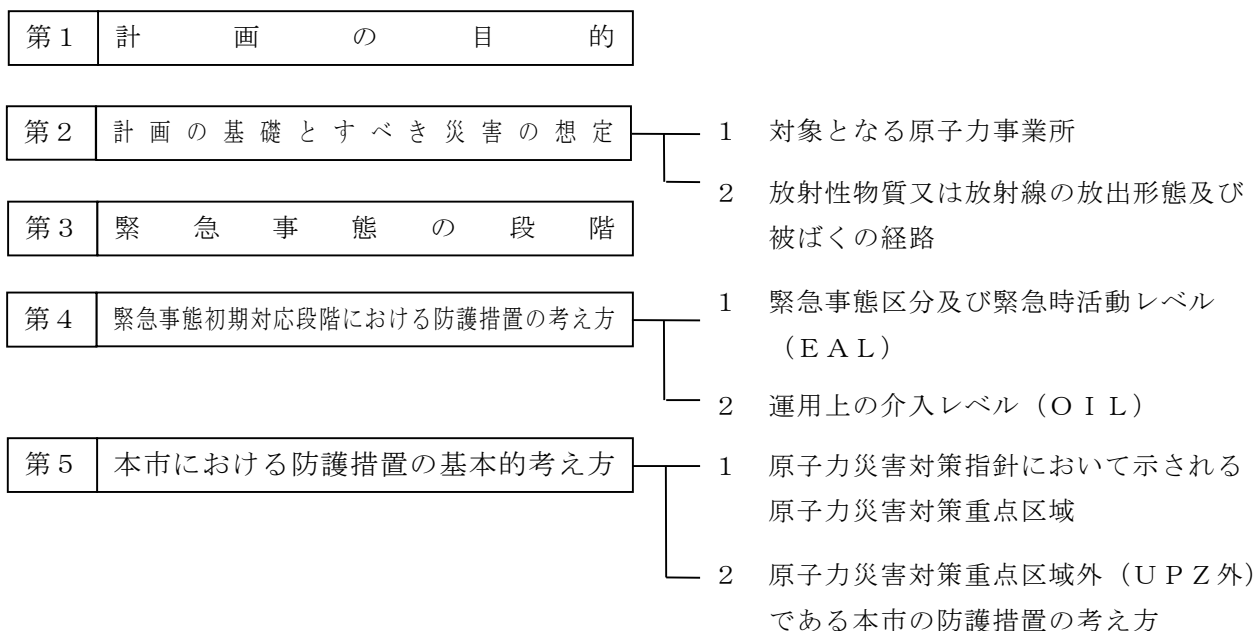 第１ 計画の目的
第２ 計画の基礎とすべき災害の想定
１ 対象となる原子力事業所
２ 放射性物質又は放射線の放出形態及び
被ばくの経路
第３ 緊急事態の段階
第４ 緊急事態初期対応段階における防護措置の考え方
１ 緊急事態区分及び緊急時活動レベル
（ＥＡＬ）
２ 運用上の介入レベル（ＯＩＬ）
第５ 本市における防護措置の基本的考え方
１ 原子力災害対策指針において示される
原子力災害対策重点区域
２ 原子力災害対策重点区域外（ＵＰＺ外）
である本市の防護措置の考え方